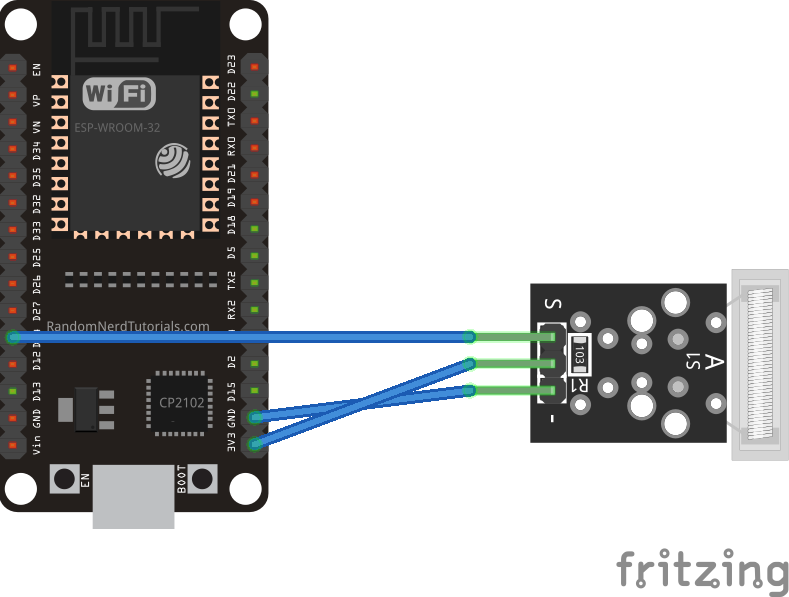 EN
VP
VN
D34
D35
D32
D33
D25
D26
D27
D12
D13
GND
Vin
D23
D22
TX0
RX0
D21
D19
D18
D5
TX2
RX2
D2
D15
GND
3V3
WiFi
ESP-WROOM-32
RandomNerdTutorials.com
CP2102
EN
BOOT
S
103
R1
-
S1
A
fritzing